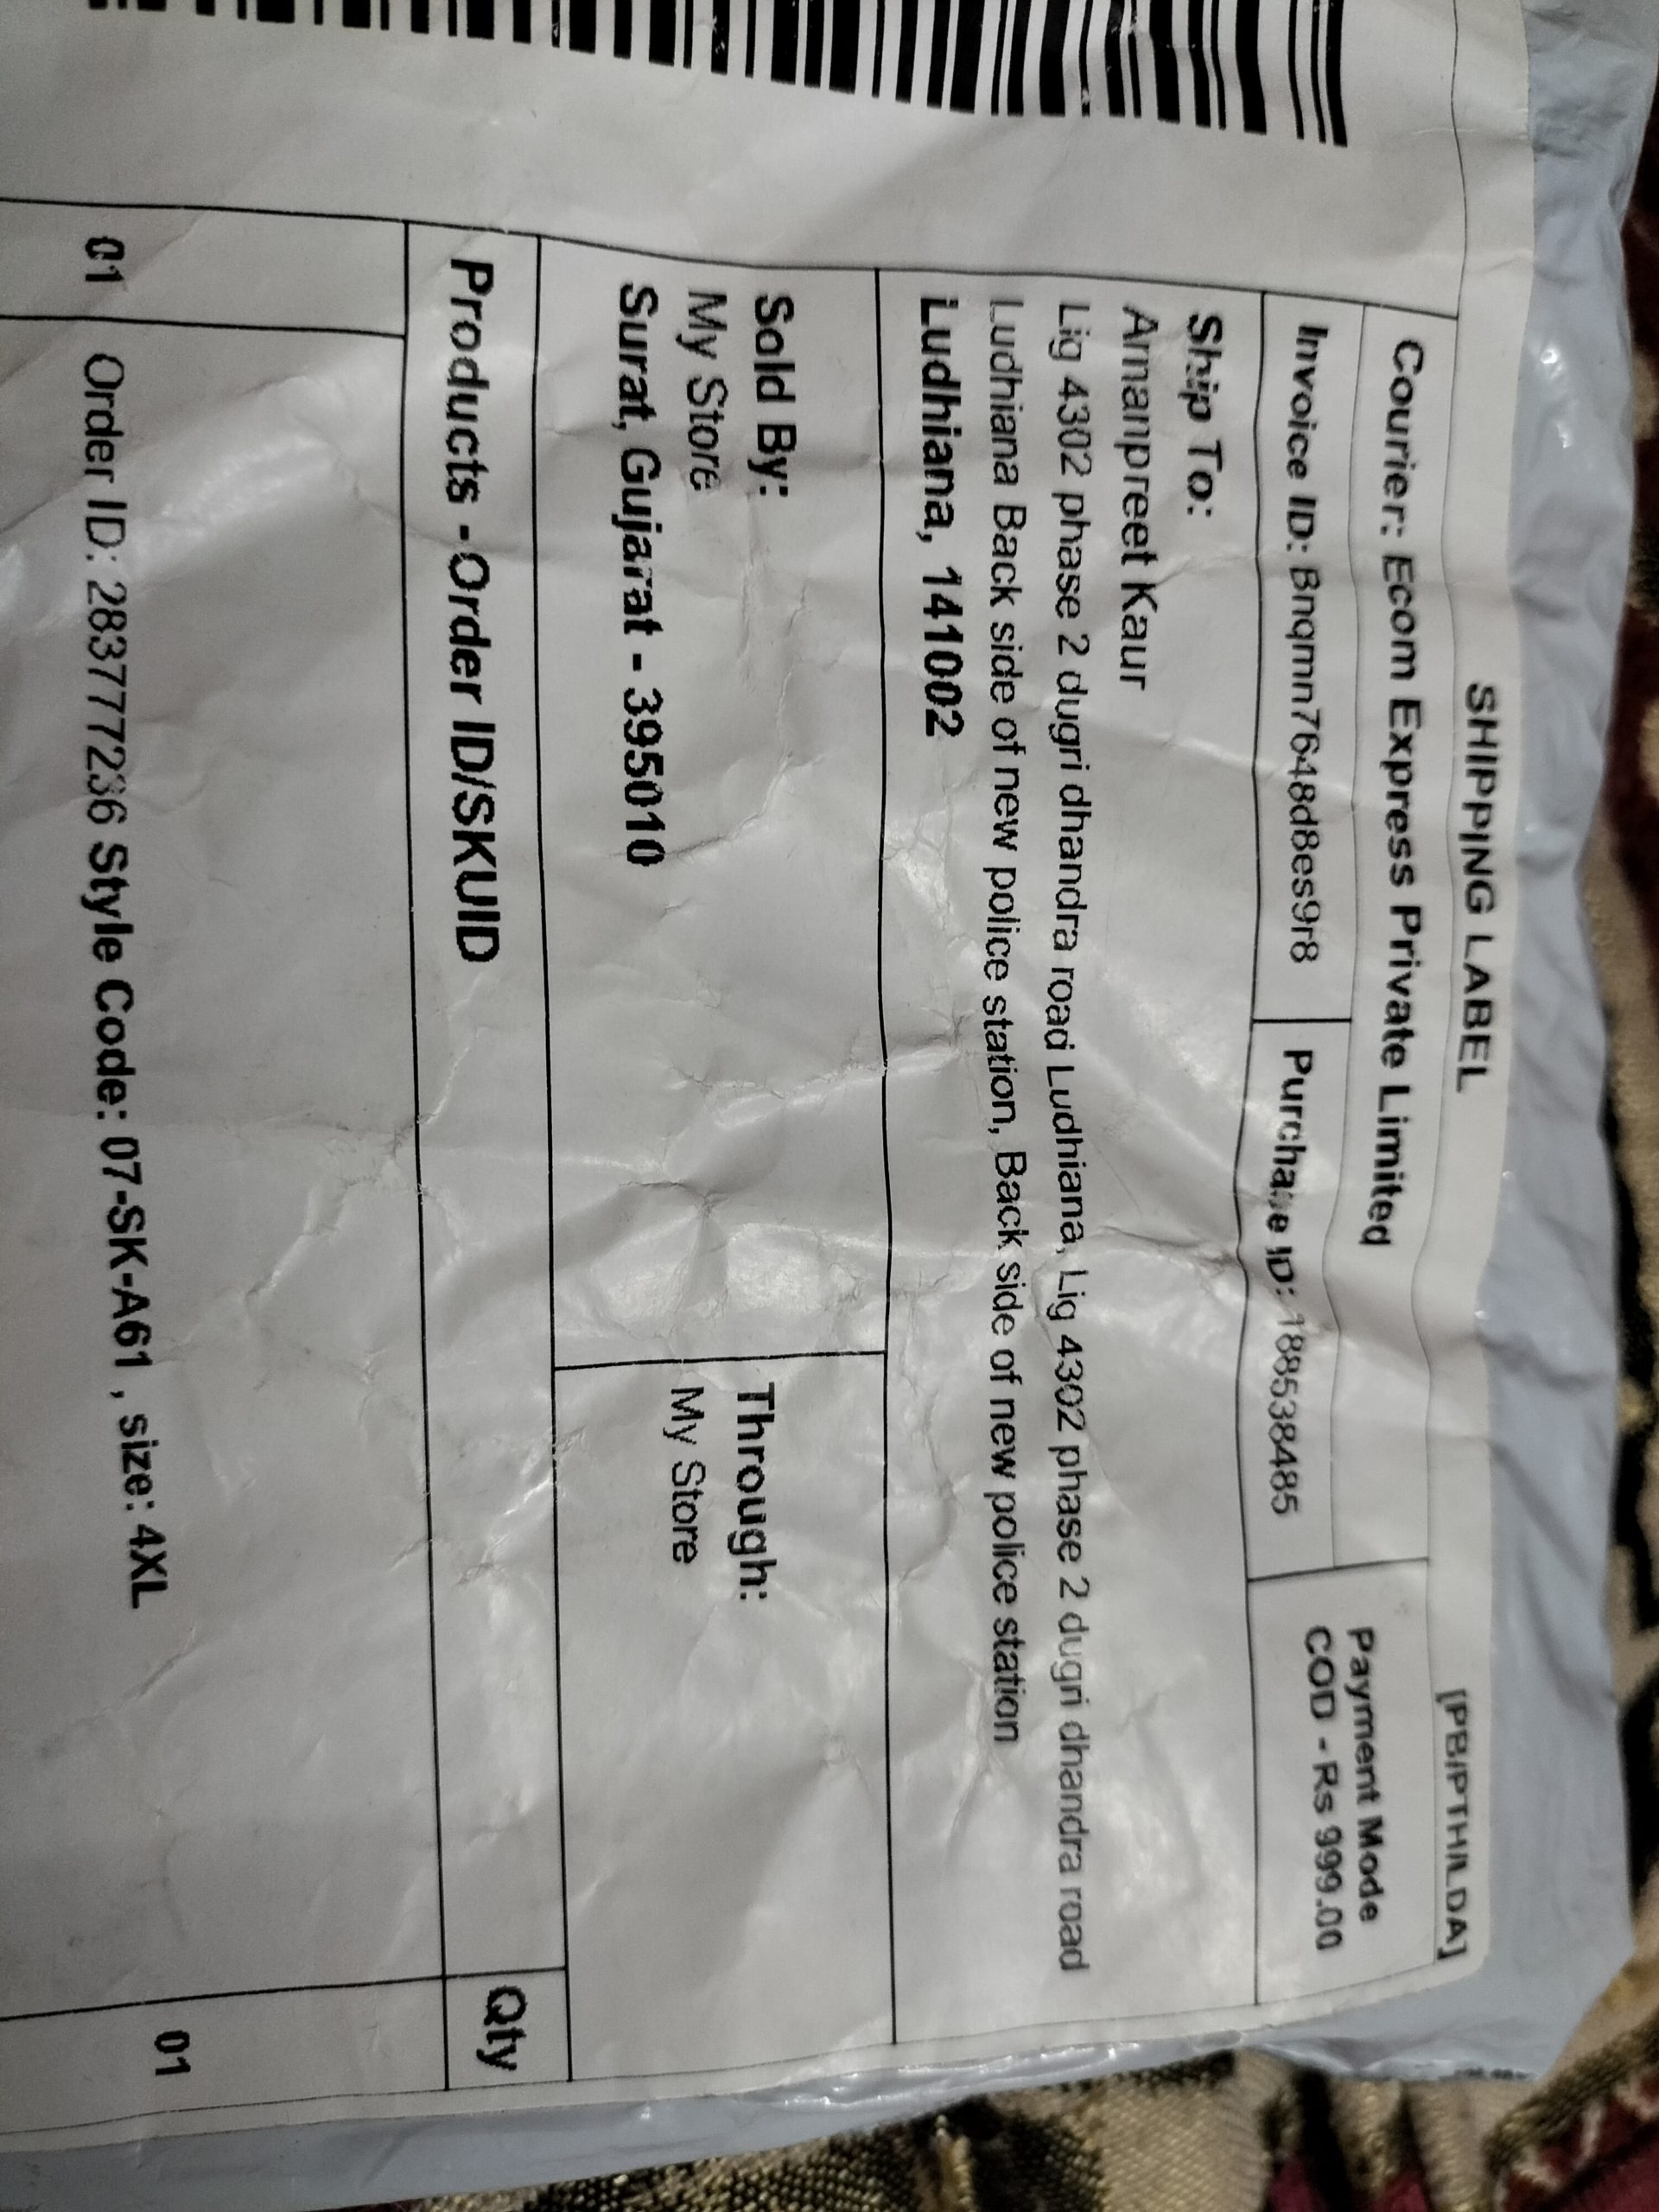 SHIPPING LABEL
[PBIPTHILDA]
Courier: Ecom Express Private Limited
Payment Mode
COD - Rs 999.00
Invoice ID: Bnqmn7648d8es9r8
Purchase ID: 188538485
Ship To:
Amanpreet Kaur
Lig 4302 phase 2 dugri dhandra road Ludhiana, Lig 4302 phase 2 dugri dhandra road
Ludhiana Back side of new police station, Back side of new police station
Ludhiana, 141002
Sold By:
My Store
Surat, Gujarat - 395010
Through:
My Store
Products - Order ID/SKUID
Qty
01
Order ID: 2837777236 Style Code: 07-SK-A61 , size: 4XL
01